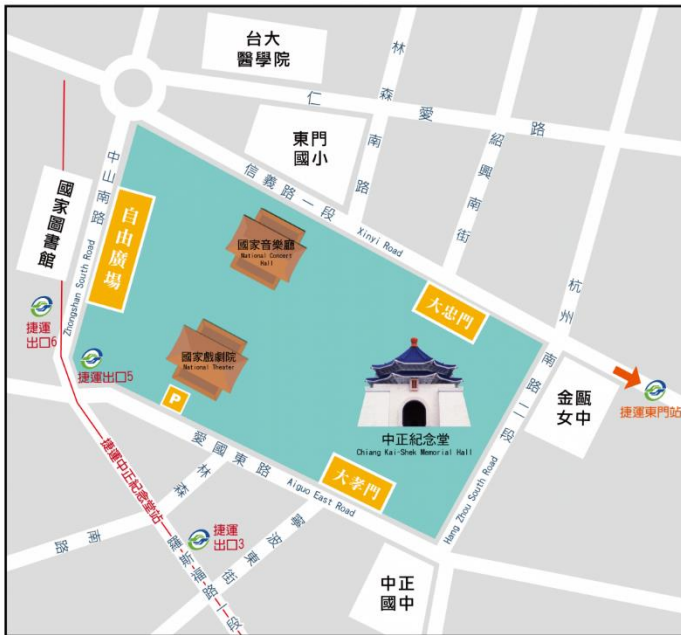 台大
醫學院
林森南路
仁愛路
東門
國小
紹興南街
中山南路
Zhongshan South Road
信義路一段
Xinyi Road
國家圖書館
自由廣場
國家音樂廳
National Concert
Hall
大忠門
杭州南路二段
Hang Zhou South Road
捷運
出口6
捷運出口5
國家戲劇院
National Theater
P
金甌
女中
捷運東門站
中正紀念堂
Chiang Kai-Shek Memorial Hall
愛國東路
Aiguo East Road
大孝門
捷運中正紀念堂站
林森南路
捷運
出口3
寧波東街
羅斯福路一段
中正
國中